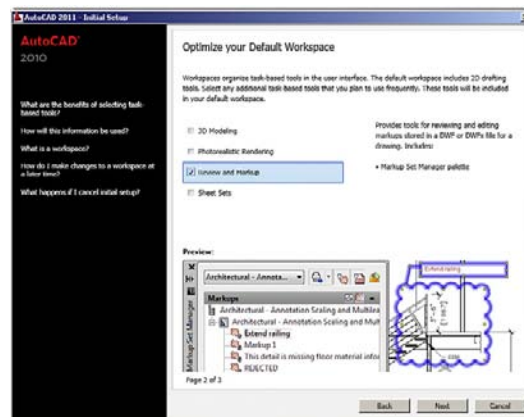 AutoCAD 2011 - Initial Setup
AutoCAD
2010
What are the benefits of selecting task-
based tools?
How will this information be used?
What is a workspace?
How do I make changes to a workspace at
a later time?
What happens if I cancel initial setup?
Optimize your Default Workspace
Workspaces organize task-based tools in the user interface. The default workspace includes 2D drafting
tools. Select any additional task-based tools that you plan to use frequently. These tools will be included
in your default workspace.
3D Modeling
Photorealistic Rendering
Review and Markup
Sheet Sets
Provides tools for reviewing and editing
markups stored in a DWF or DWFx file for a
drawing. Includes:
• Markup Set Manager palette
Preview:
Markup Set Manager
Architectural - Annota...
Markups
Architectural - Annotation Scaling and Multilea
Architectural - Annotation Scaling and Mult
Extend railing
Markup 1
This detail is missing floor material infor
REJECTED
Extend railing
Page 2 of 3
Back
Next
Cancel